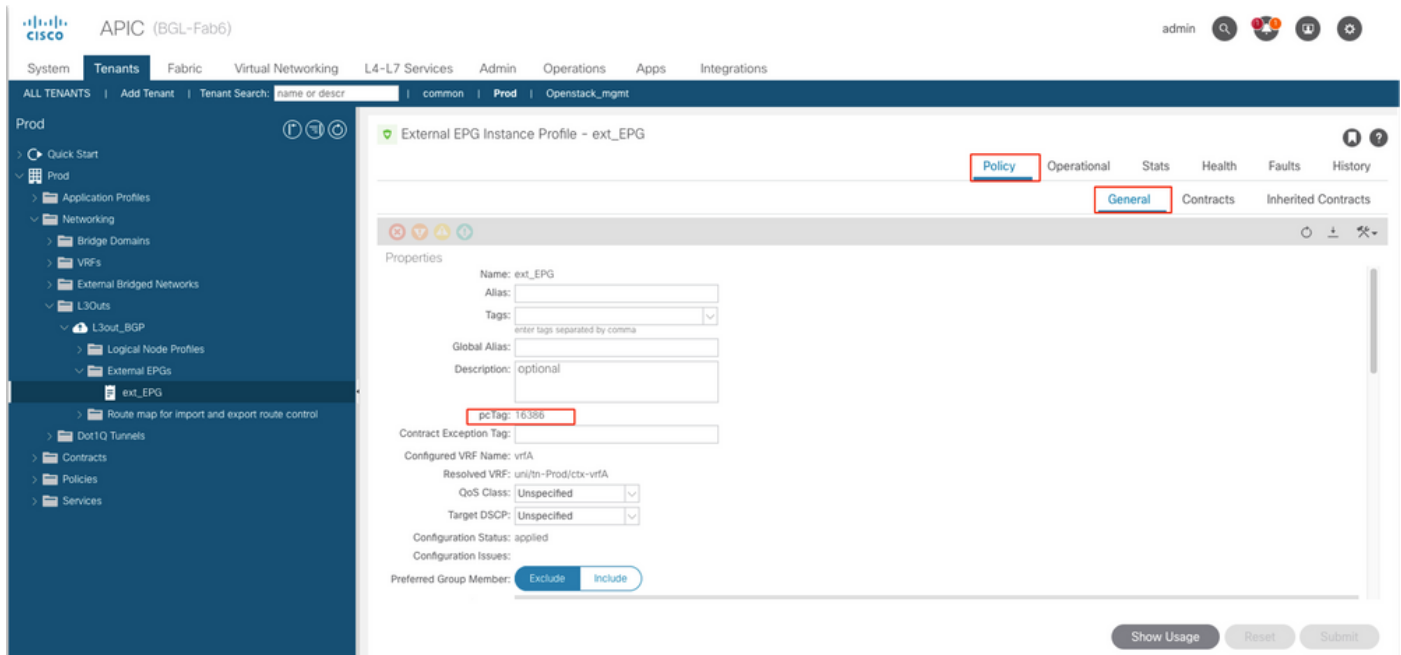 CISCO APIC (BGL-Fab6) admin
System Tenants Fabric Virtual Networking L4-L7 Services Admin Operations Apps Integrations
ALL TENANTS | Add Tenant | Tenant Search: name or descr | common | Prod | Openstack_mgmt
Prod
Quick Start
Prod
Application Profiles
Networking
Bridge Domains
VRFs
External Bridged Networks
L3Outs
L3out_BGP
Logical Node Profiles
External EPGs
ext_EPG
Route map for import and export route control
Dot1Q Tunnels
Contracts
Policies
Services
External EPG Instance Profile - ext_EPG
Policy Operational Stats Health Faults History
General Contracts Inherited Contracts
Properties
Name: ext_EPG
Alias:
Tags:
enter tags separated by comma
Global Alias:
Description: optional
pcTag: 16386
Contract Exception Tag:
Configured VRF Name: vrfA
Resolved VRF: uni/tn-Prod/ctx-vrfA
QoS Class: Unspecified
Target DSCP: Unspecified
Configuration Status: applied
Configuration Issues:
Preferred Group Member: Exclude Include
Show Usage Reset Submit